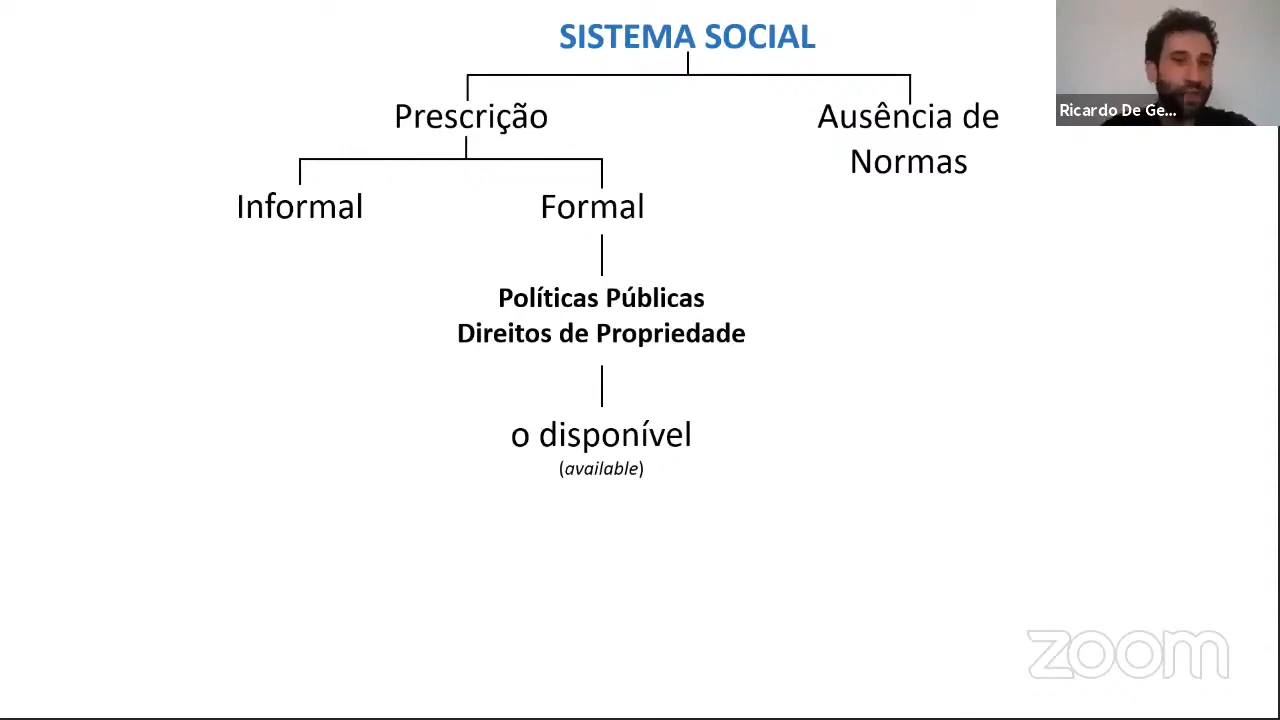 SISTEMA SOCIAL
Prescrição
Ausência de
Normas
Ricardo De Ge...
Informal
Formal
Políticas Públicas
Direitos de Propriedade
o disponível
(available)
zoom